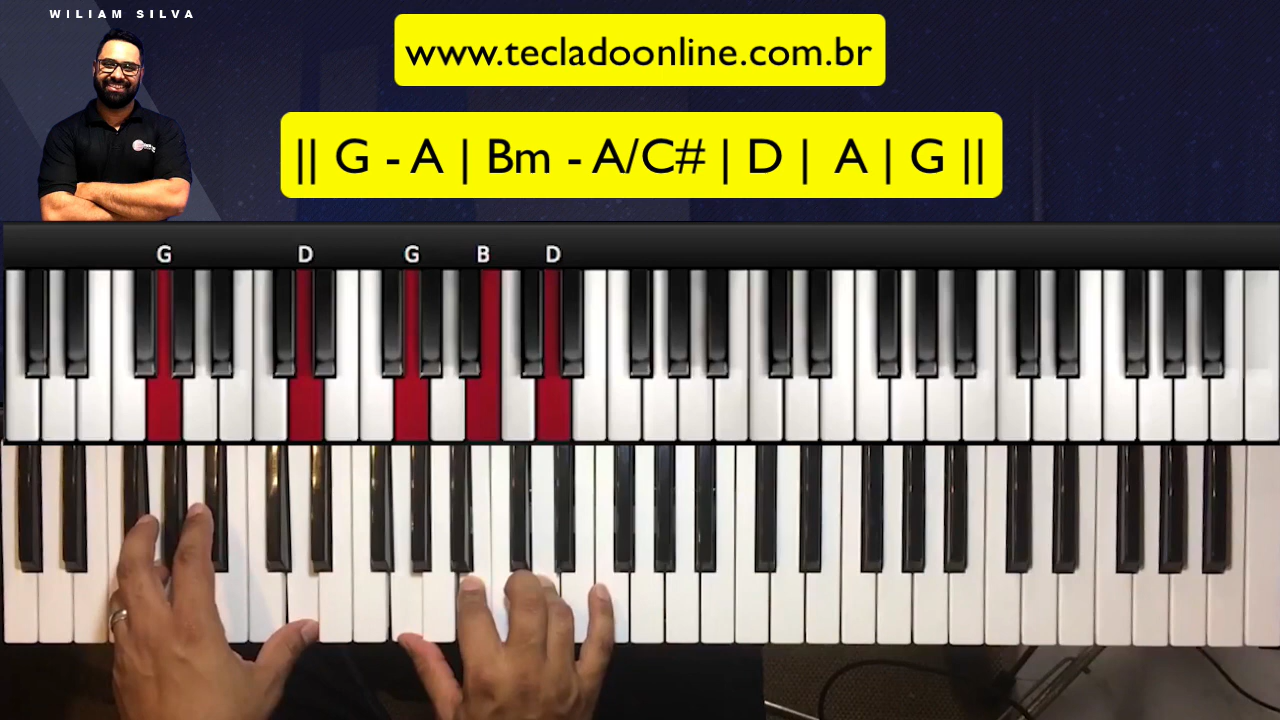 WILIAM SILVA
www.tecladoonline.com.br
|| G - A | Bm - A/C# | D | A | G ||
G D G B D